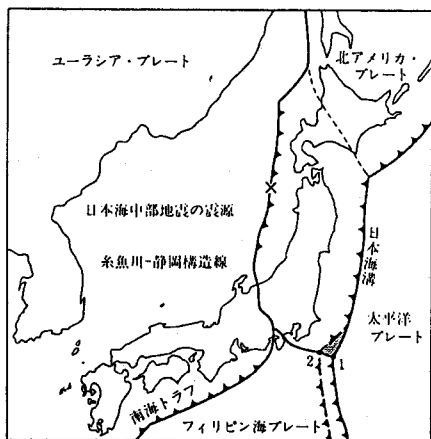 ユーラシア・プレート
北アメリカ・
プレート
日本海中部地震の震源
糸魚川-静岡構造線
日本海溝
太平洋
プレート
2
1
南海トラフ
フィリピン海プレート